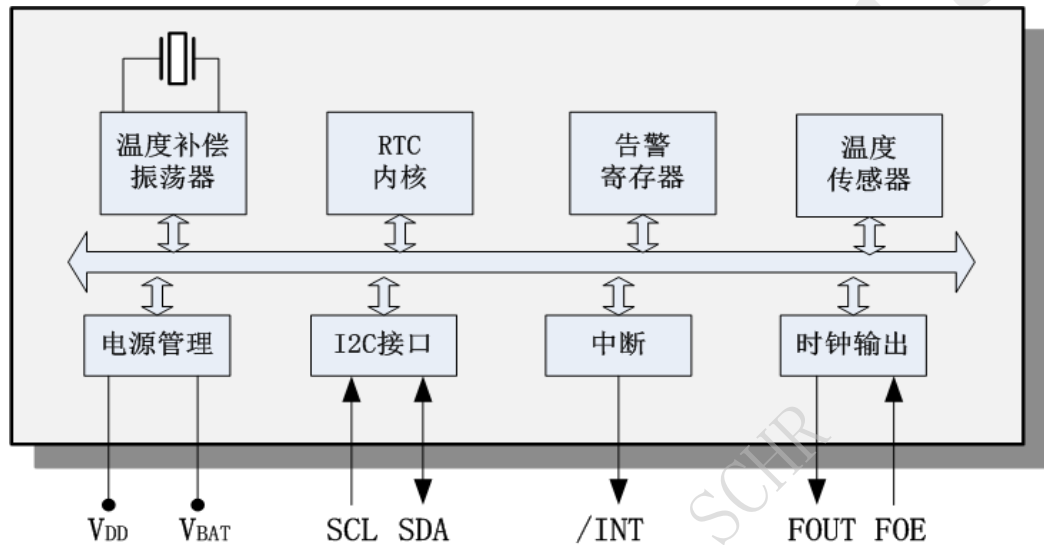 温度补偿
振荡器
RTC
内核
告警
寄存器
温度
传感器
电源管理
I2C接口
中断
时钟输出
VDD
VBAT
SCL
SDA
/INT
FOUT
FOE
SCHR